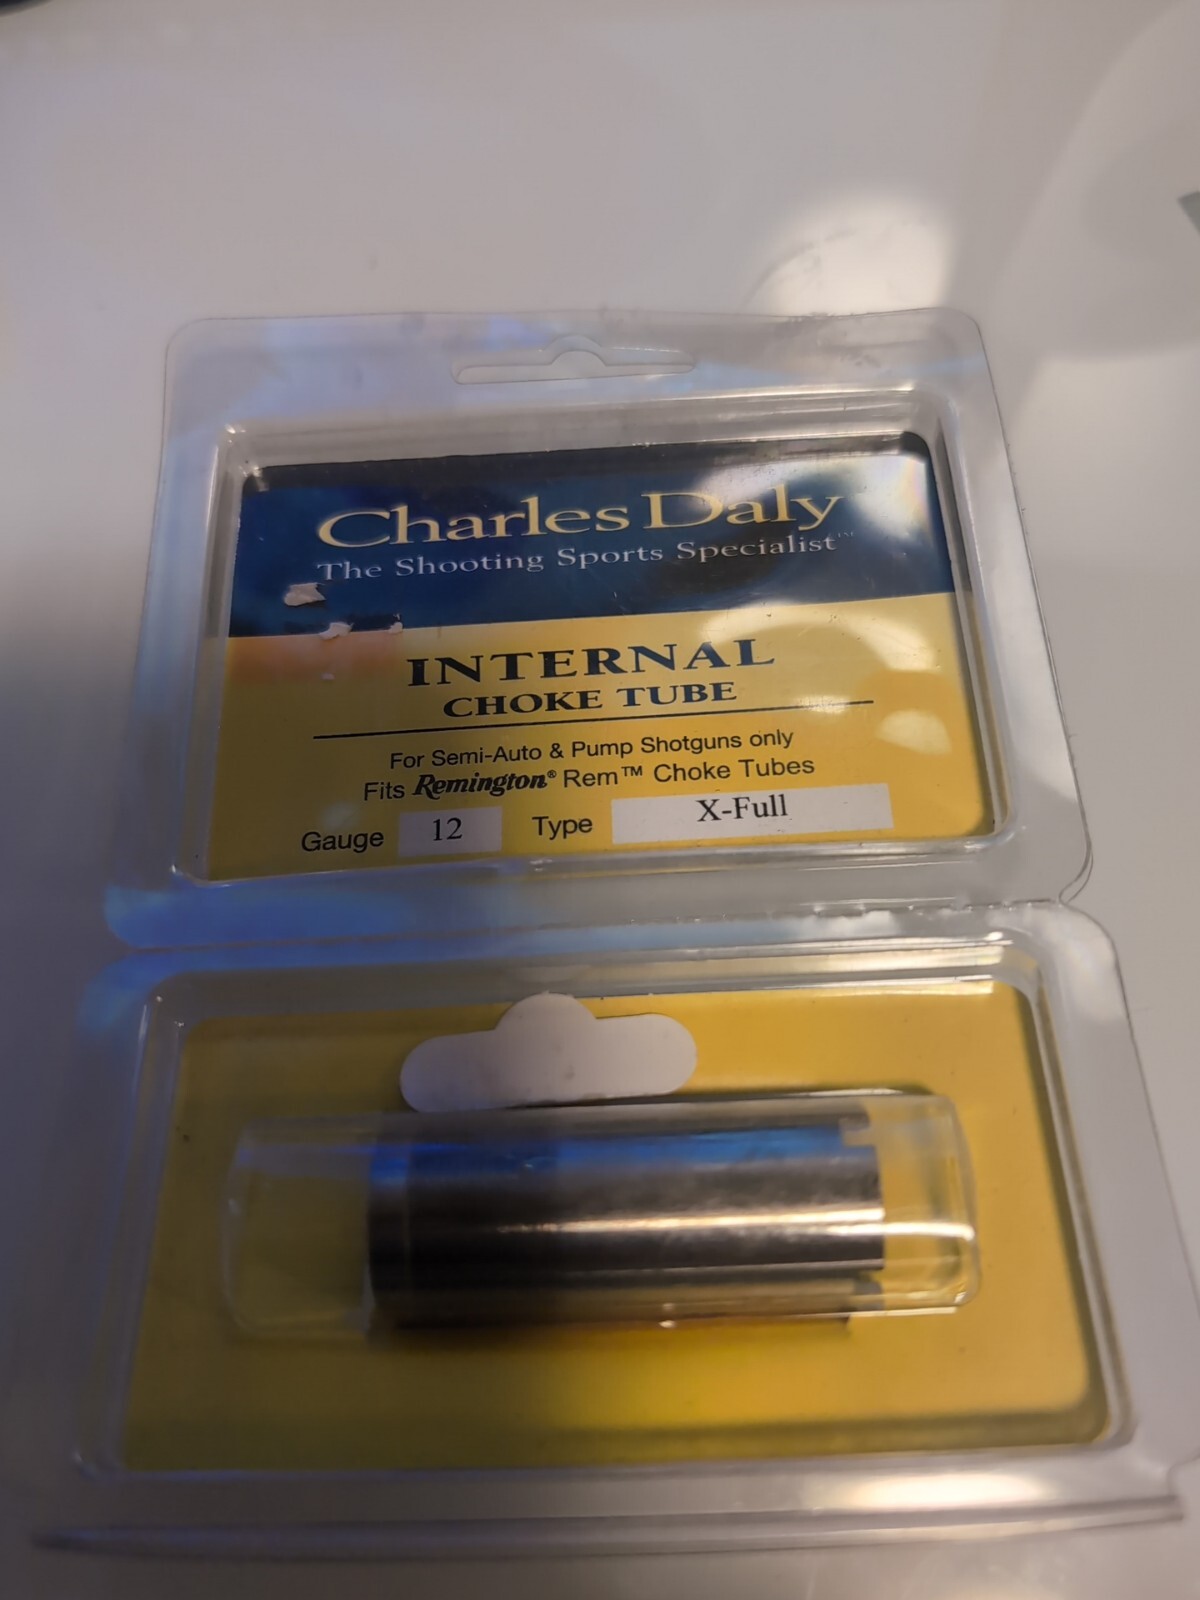 Charles Daly
The Shooting Sports Specialist™
INTERNAL
CHOKE TUBE
For Semi-Auto & Pump Shotguns only
Fits Remington® Rem™ Choke Tubes
Gauge 12 Type X-Full